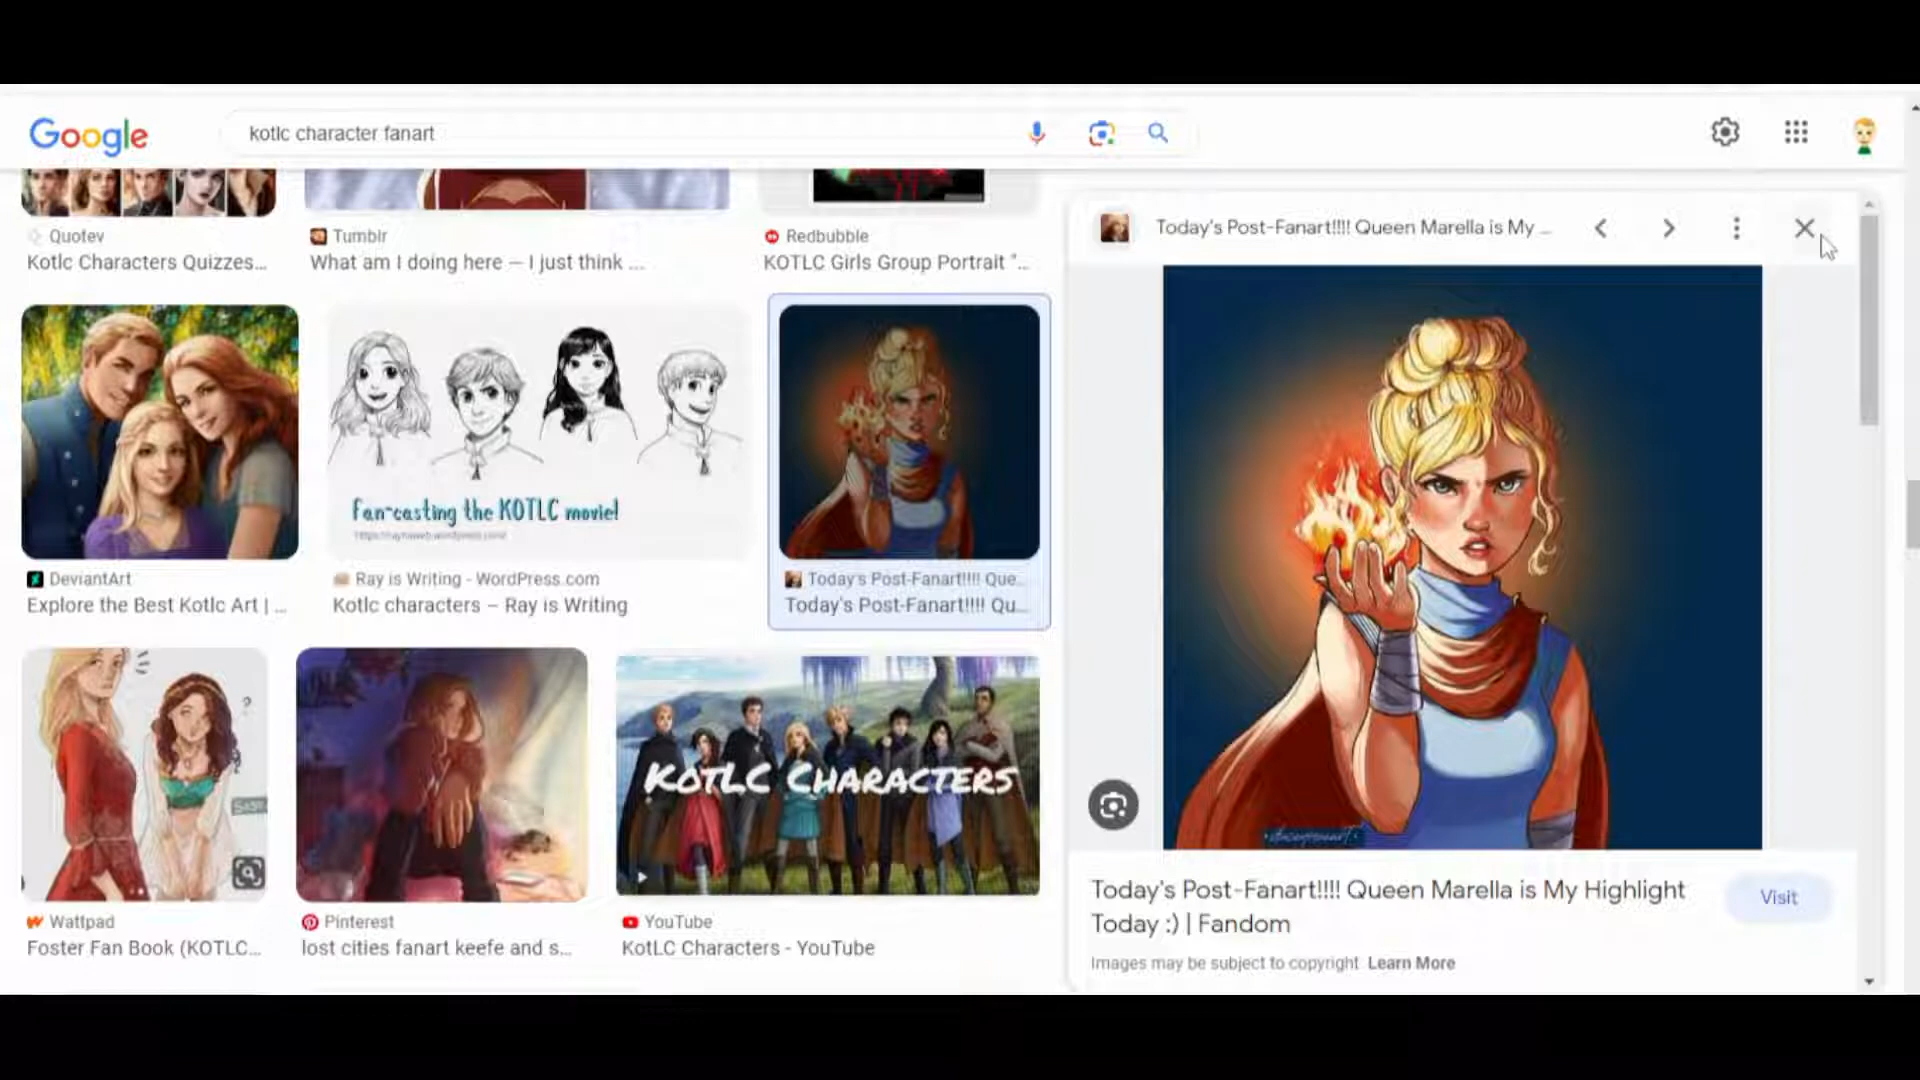 Google
kotlc character fanart
Quotev
Kotlc Characters Quizzes...
Tumblr
What am I doing here — I just think ...
Redbubble
KOTLC Girls Group Portrait "...
Today's Post-Fanart!!!! Queen Marella is My ...
fan-casting the KOTLC movie!
DeviantArt
Explore the Best Kotlc Art | ...
Ray is Writing - WordPress.com
Kotlc characters – Ray is Writing
Today's Post-Fanart!!!! Que...
Today's Post-Fanart!!!! Qu...
?
KOTLC CHARACTERS
Wattpad
Foster Fan Book (KOTLC...
Pinterest
lost cities fanart keefe and s...
YouTube
KotLC Characters - YouTube
Today's Post-Fanart!!!! Queen Marella is My Highlight
Today :) | Fandom
Visit
Images may be subject to copyright Learn More